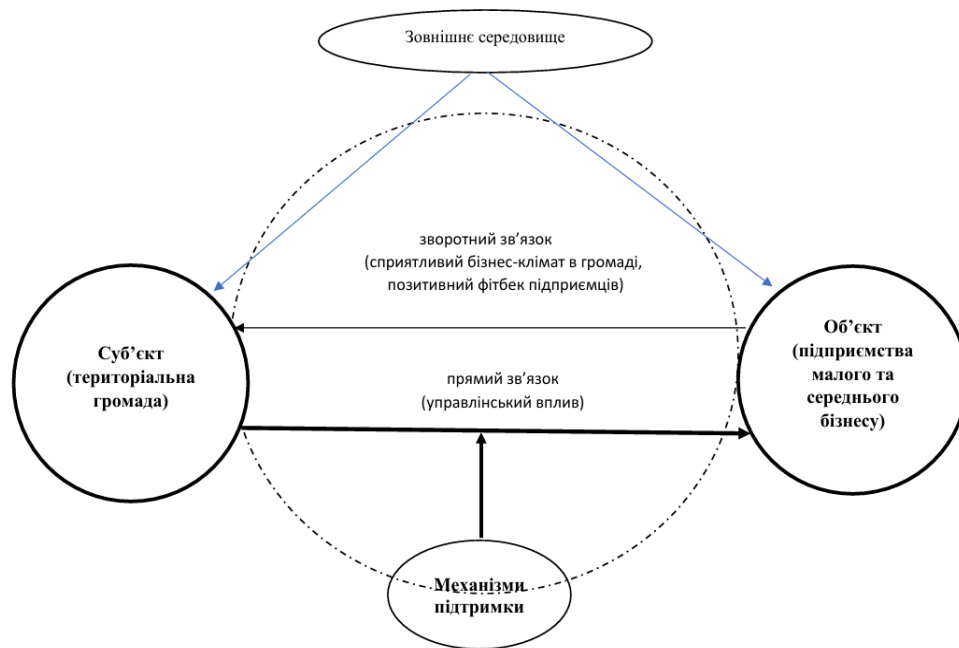 Зовнішнє середовище
зворотний зв’язок
(сприятливий бізнес-клімат в громаді,
позитивний фітбек підприємців)
Суб’єкт
(територіальна
громада)
Об’єкт
(підприємства
малого та
середнього
бізнесу)
прямий зв’язок
(управлінський вплив)
Механізми
підтримки